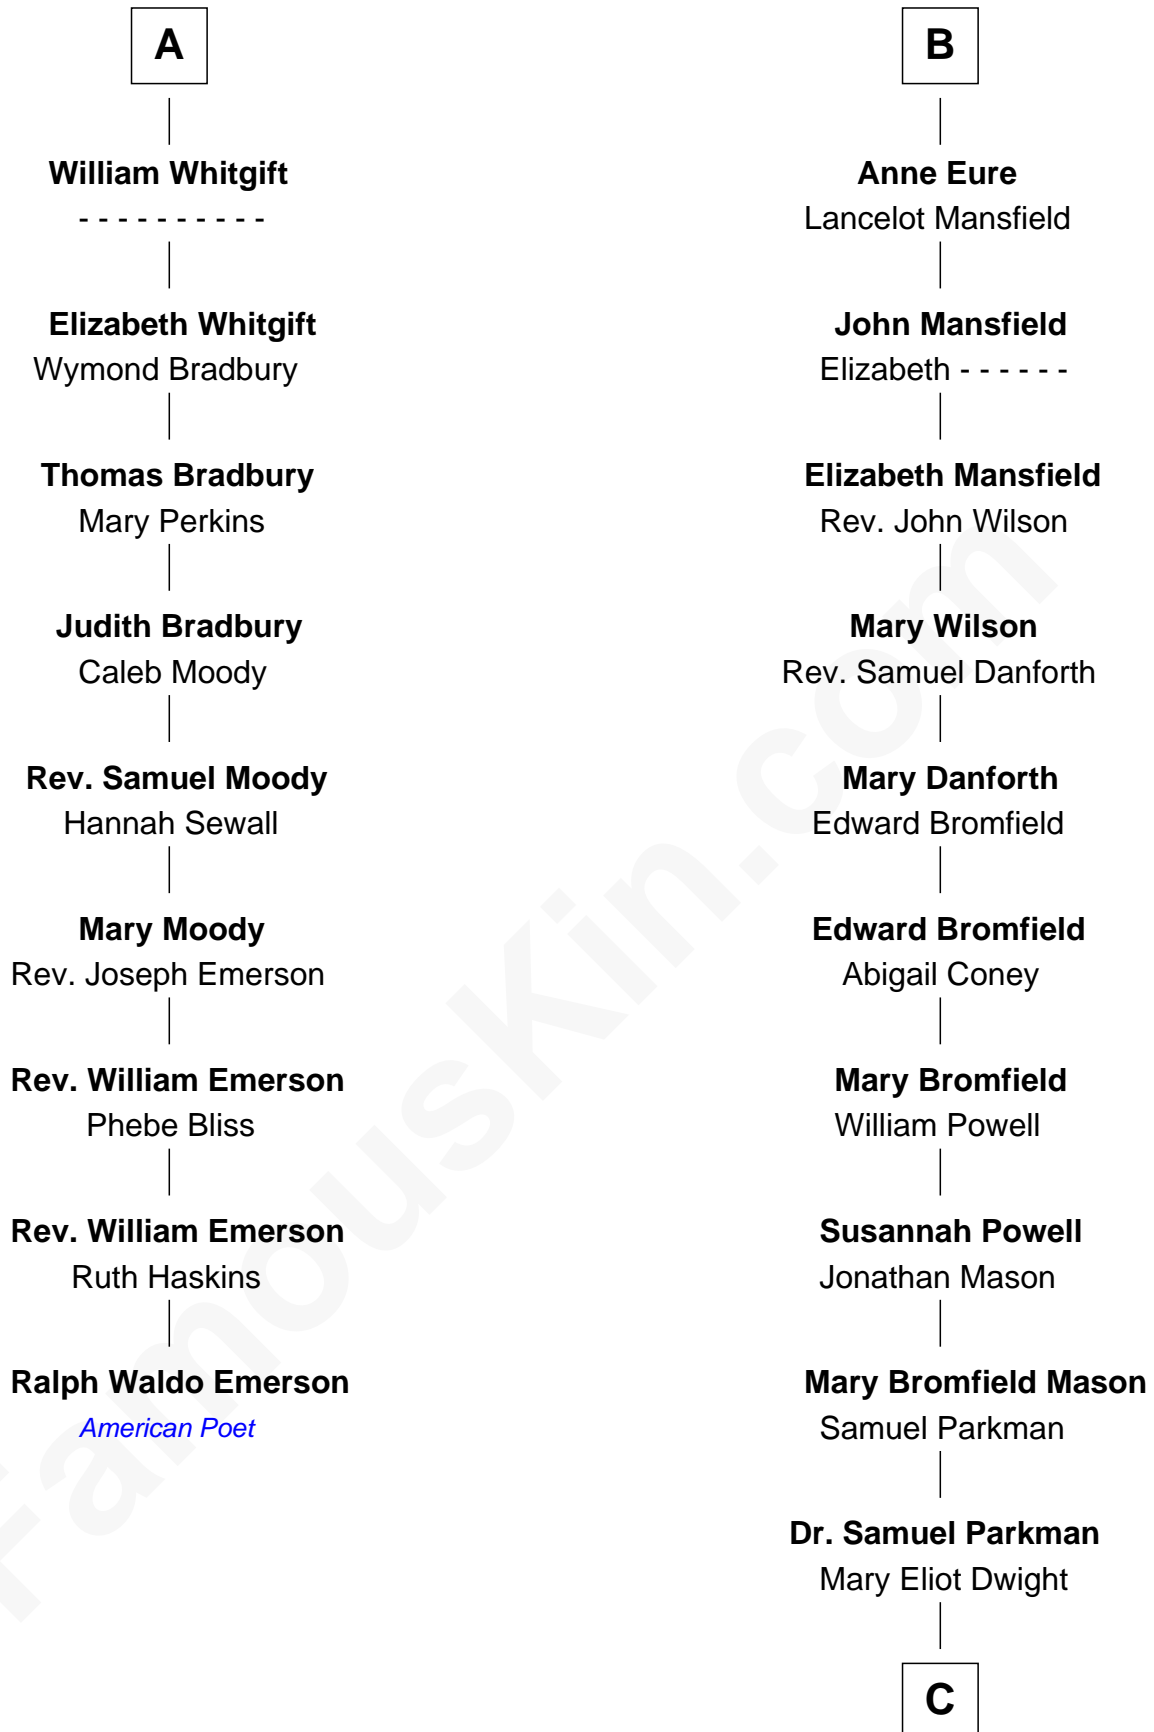 A
William Whitgift
- - - - - - - - - -
Elizabeth Whitgift
Wymond Bradbury
Thomas Bradbury
Mary Perkins
Judith Bradbury
Caleb Moody
Rev. Samuel Moody
Hannah Sewall
Mary Moody
Rev. Joseph Emerson
Rev. William Emerson
Phebe Bliss
Rev. William Emerson
Ruth Haskins
Ralph Waldo Emerson
American Poet
B
Anne Eure
Lancelot Mansfield
John Mansfield
Elizabeth - - - - - -
Elizabeth Mansfield
Rev. John Wilson
Mary Wilson
Rev. Samuel Danforth
Mary Danforth
Edward Bromfield
Edward Bromfield
Abigail Coney
Mary Bromfield
William Powell
Susannah Powell
Jonathan Mason
Mary Bromfield Mason
Samuel Parkman
Dr. Samuel Parkman
Mary Eliot Dwight
C
FamousKin.com